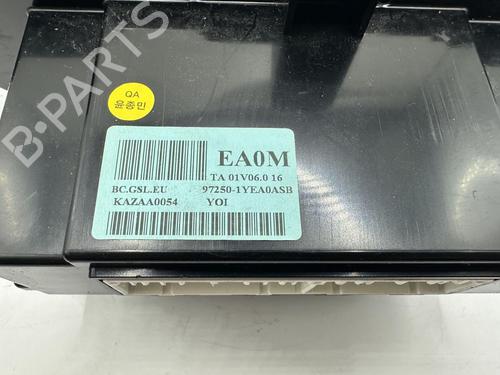 B-PARTS
QA
윤종민
EA0M
TA 01V06.0 16
BC.GSL.EU 97250-1YEA0ASB
KAZAA0054 YOI